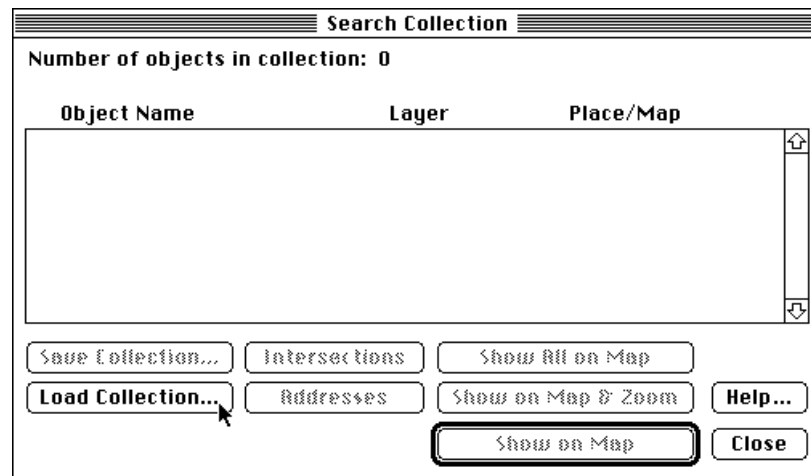 Search Collection
Number of objects in collection: 0
Object Name Layer Place/Map
Save Collection... Intersections Show All on Map
Load Collection... Addresses Show on Map & Zoom Help...
Show on Map Close